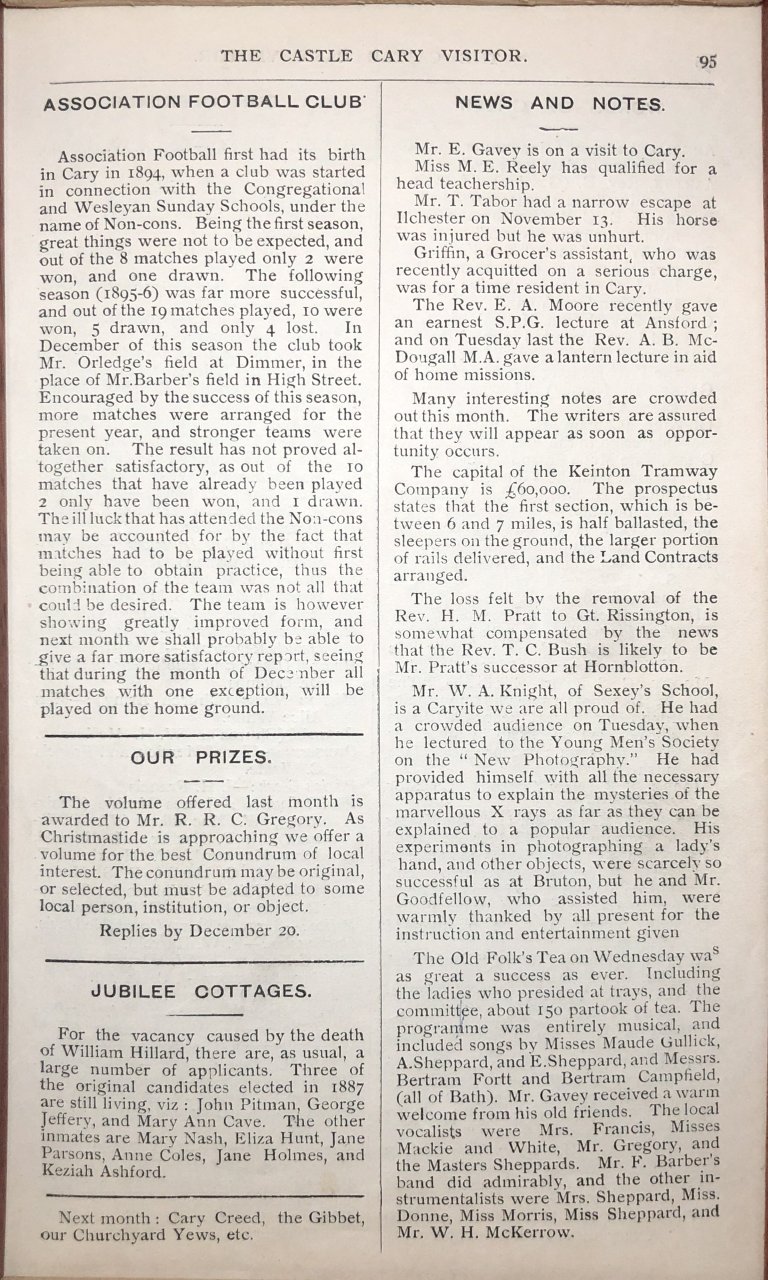 THE CASTLE CARY VISITOR.
95
ASSOCIATION FOOTBALL CLUB
Association Football first had its birth
in Cary in 1894, when a club was started
in connection with the Congregational
and Wesleyan Sunday Schools, under the
name of Non-cons. Being the first season,
great things were not to be expected, and
out of the 8 matches played only 2 were
won, and one drawn. The following
season (1895-6) was far more successful,
and out of the 19 matches played, 10 were
won, 5 drawn, and only 4 lost. In
December of this season the club took
Mr. Orledge's field at Dimmer, in the
place of Mr.Barber's field in High Street.
Encouraged by the success of this season,
more matches were arranged for the
present year, and stronger teams were
taken on. The result has not proved al-
together satisfactory, as out of the 10
matches that have already been played
2 only have been won, and 1 drawn.
The ill luck that has attended the Non-cons
may be accounted for by the fact that
matches had to be played without first
being able to obtain practice, thus the
combination of the team was not all that
could be desired. The team is however
showing greatly improved form, and
next month we shall probably be able to
give a far more satisfactory report, seeing
that during the month of December all
matches with one exception, will be
played on the home ground.
OUR PRIZES.
The volume offered last month is
awarded to Mr. R. R. C. Gregory. As
Christmastide is approaching we offer a
volume for the best Conundrum of local
interest. The conundrum may be original,
or selected, but must be adapted to some
local person, institution, or object.
Replies by December 20.
JUBILEE COTTAGES.
For the vacancy caused by the death
of William Hillard, there are, as usual, a
large number of applicants. Three of
the original candidates elected in 1887
are still living, viz : John Pitman, George
Jeffery, and Mary Ann Cave. The other
inmates are Mary Nash, Eliza Hunt, Jane
Parsons, Anne Coles, Jane Holmes, and
Keziah Ashford.
Next month : Cary Creed, the Gibbet,
our Churchyard Yews, etc.
NEWS AND NOTES.
Mr. E. Gavey is on a visit to Cary.
Miss M. E. Reely has qualified for a
head teachership.
Mr. T. Tabor had a narrow escape at
Ilchester on November 13. His horse
was injured but he was unhurt.
Griffin, a Grocer's assistant, who was
recently acquitted on a serious charge,
was for a time resident in Cary.
The Rev. E. A. Moore recently gave
an earnest S.P.G. lecture at Ansford ;
and on Tuesday last the Rev. A. B. Mc-
Dougall M.A. gave a lantern lecture in aid
of home missions.
Many interesting notes are crowded
out this month. The writers are assured
that they will appear as soon as oppor-
tunity occurs.
The capital of the Keinton Tramway
Company is £60,000. The prospectus
states that the first section, which is be-
tween 6 and 7 miles, is half ballasted, the
sleepers on the ground, the larger portion
of rails delivered, and the Land Contracts
arranged.
The loss felt by the removal of the
Rev. H. M. Pratt to Gt. Rissington, is
somewhat compensated by the news
that the Rev. T. C. Bush is likely to be
Mr. Pratt's successor at Hornblotton.
Mr. W. A. Knight, of Sexey's School,
is a Caryite we are all proud of. He had
a crowded audience on Tuesday, when
he lectured to the Young Men's Society
on the " New Photography." He had
provided himself with all the necessary
apparatus to explain the mysteries of the
marvellous X rays as far as they can be
explained to a popular audience. His
experiments in photographing a lady's
hand, and other objects, were scarcely so
successful as at Bruton, but he and Mr.
Goodfellow, who assisted him, were
warmly thanked by all present for the
instruction and entertainment given
The Old Folk's Tea on Wednesday was
as great a success as ever. Including
the ladies who presided at trays, and the
committee, about 150 partook of tea. The
programme was entirely musical, and
included songs by Misses Maude Gullick,
A.Sheppard, and E.Sheppard, and Messrs.
Bertram Fortt and Bertram Campfield,
(all of Bath). Mr. Gavey received a warm
welcome from his old friends. The local
vocalists were Mrs. Francis, Misses
Mackie and White, Mr. Gregory, and
the Masters Sheppards. Mr. F. Barber's
band did admirably, and the other in-
strumentalists were Mrs. Sheppard, Miss.
Donne, Miss Morris, Miss Sheppard, and
Mr. W. H. McKerrow.